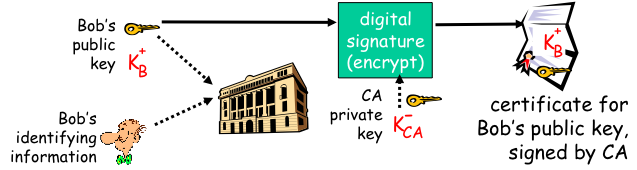 Bob's
public
key
K
+
B
digital
signature
(encrypt)
K
+
B
Bob's
identifying
information
CA
private
key
K
-
CA
certificate for
Bob's public key,
signed by CA